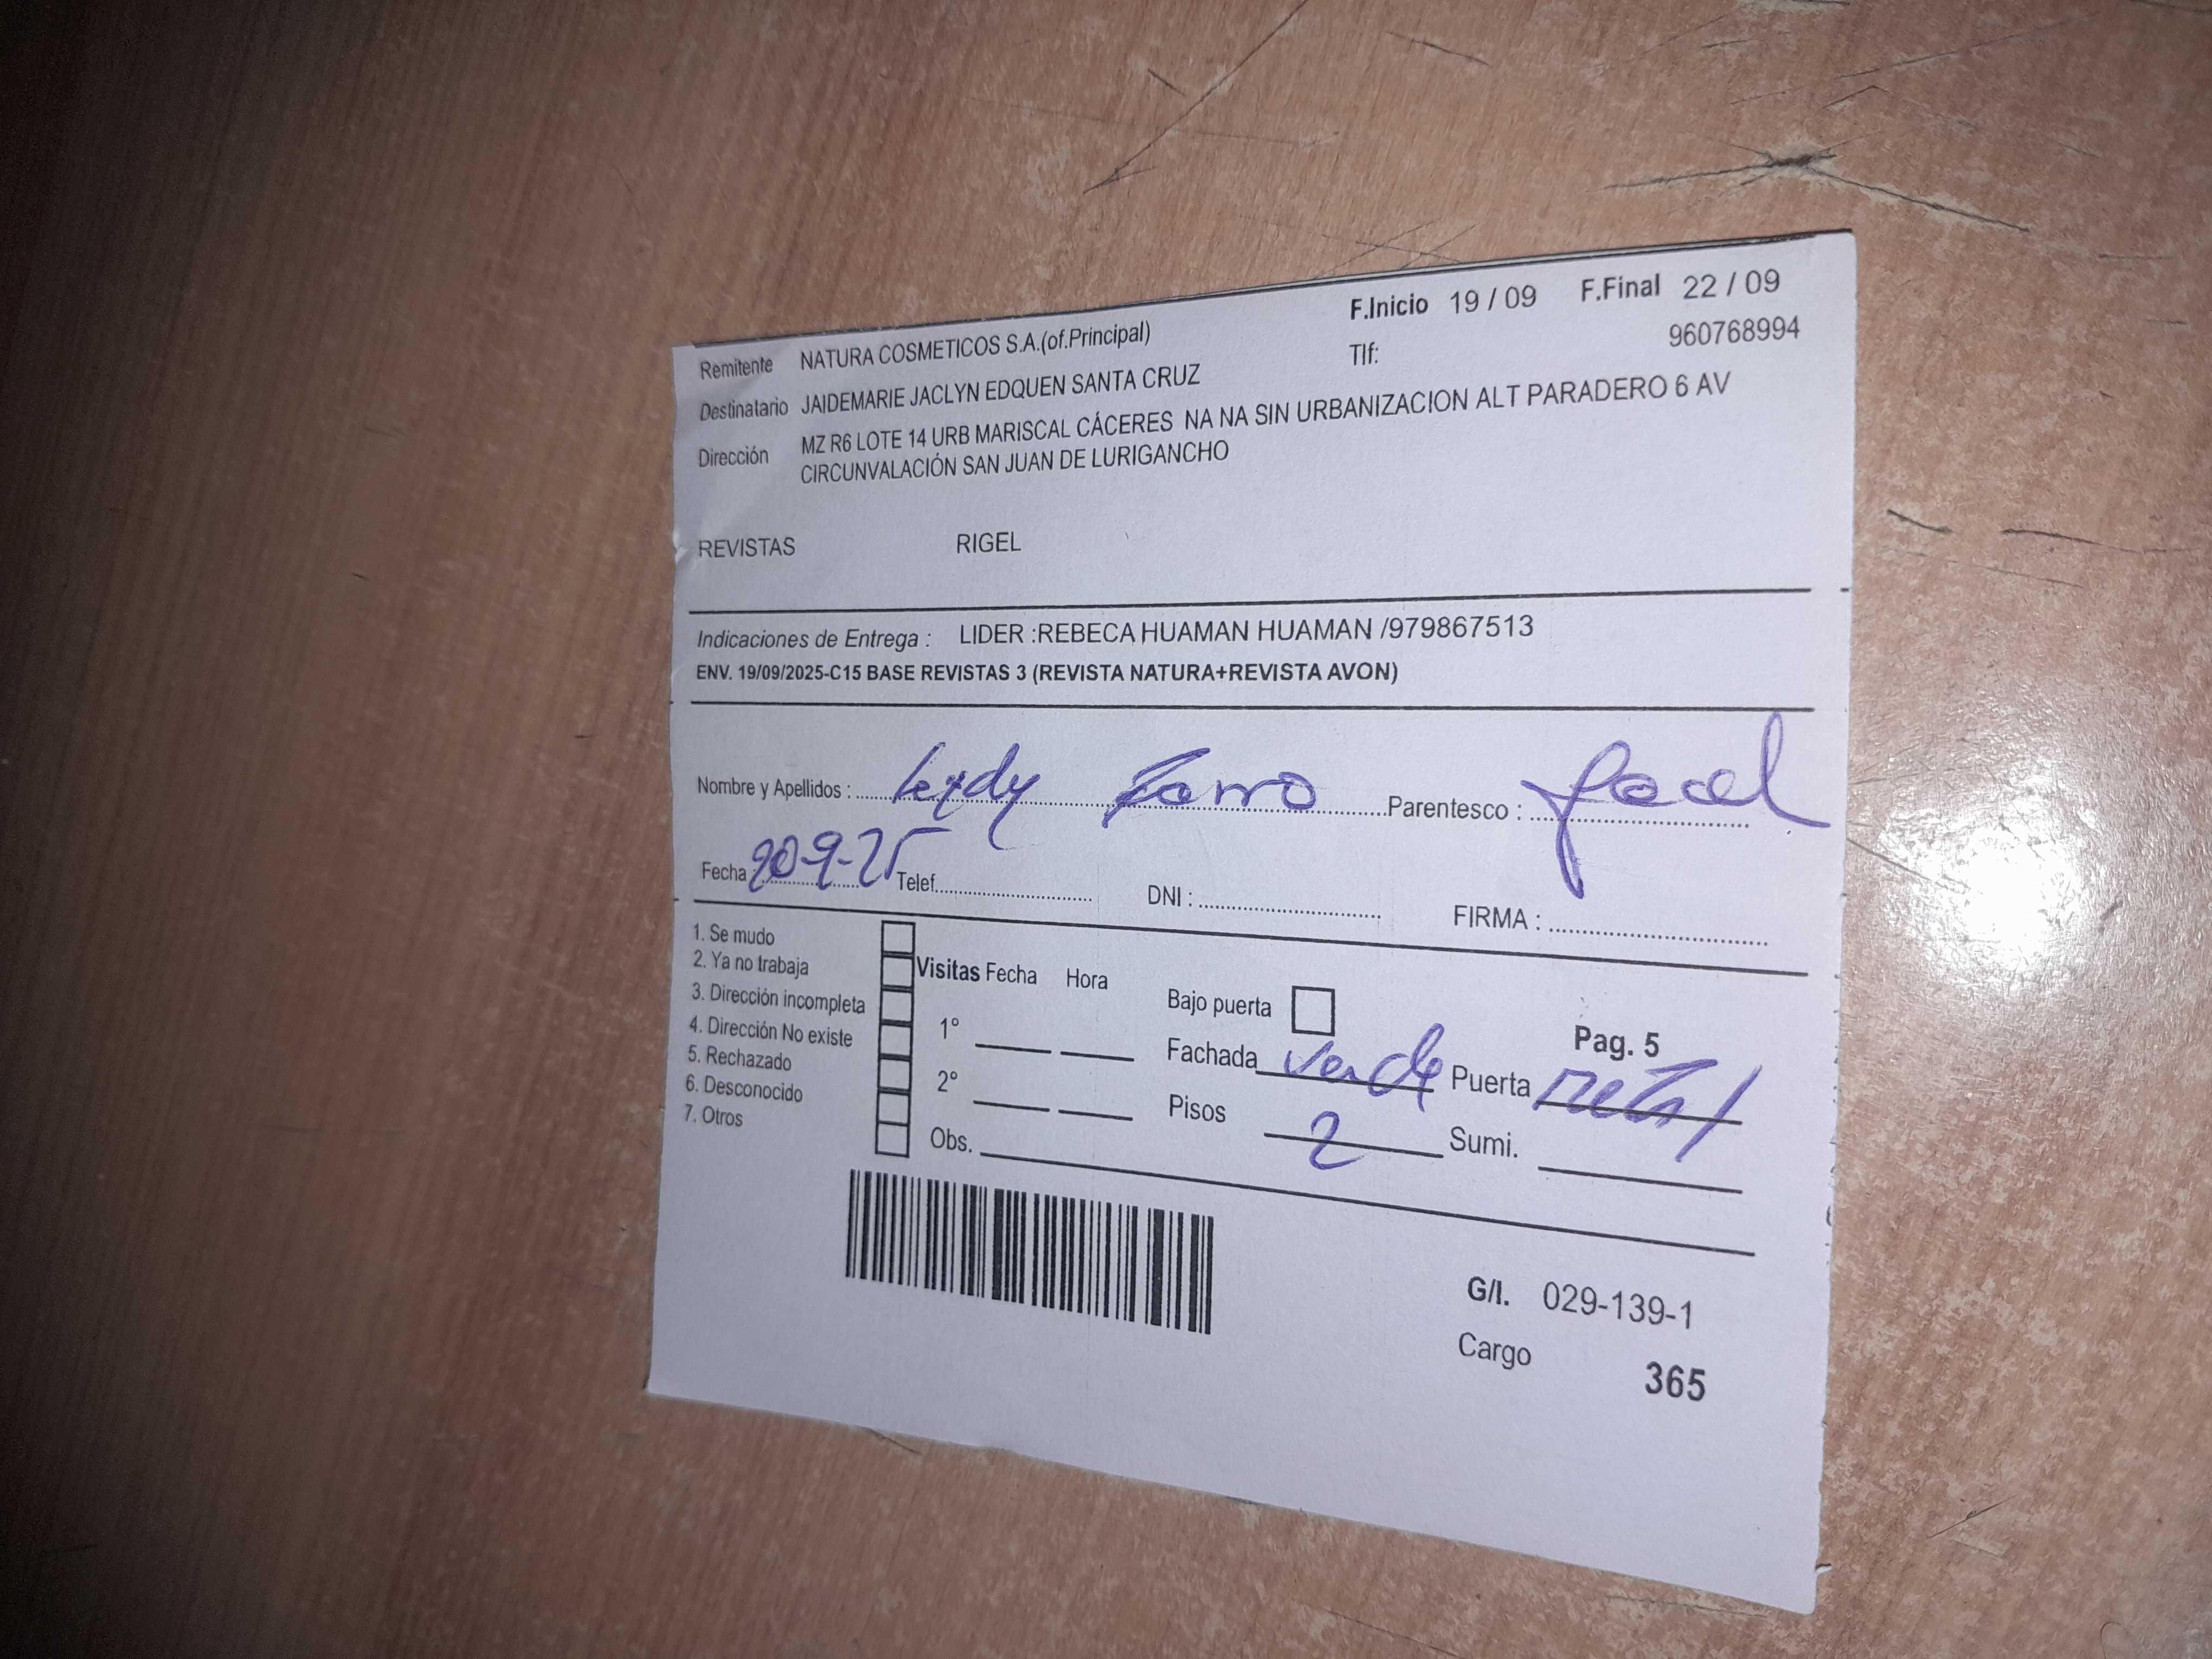 F.Inicio 19 / 09 F.Final 22 / 09
Remitente NATURA COSMETICOS S.A.(of.Principal) Tlf: 960768994
Destinatario JAIDEMARIE JACLYN EDQUEN SANTA CRUZ
Dirección MZ R6 LOTE 14 URB MARISCAL CÁCERES NA NA SIN URBANIZACION ALT PARADERO 6 AV
CIRCUNVALACIÓN SAN JUAN DE LURIGANCHO
REVISTAS RIGEL
Indicaciones de Entrega : LIDER :REBECA HUAMAN HUAMAN /979867513
ENV. 19/09/2025-C15 BASE REVISTAS 3 (REVISTA NATURA+REVISTA AVON)
Nombre y Apellidos : Parentesco :
Fecha : 20-9-25 Telef. DNI : FIRMA :
1. Se mudo
2. Ya no trabaja
3. Dirección incompleta
4. Dirección No existe
5. Rechazado
6. Desconocido
7. Otros
Visitas Fecha Hora
1°
2°
Obs.
Bajo puerta Pag. 5
Fachada verde Puerta metal
Pisos 2 Sumi.
G/I. 029-139-1
Cargo 365